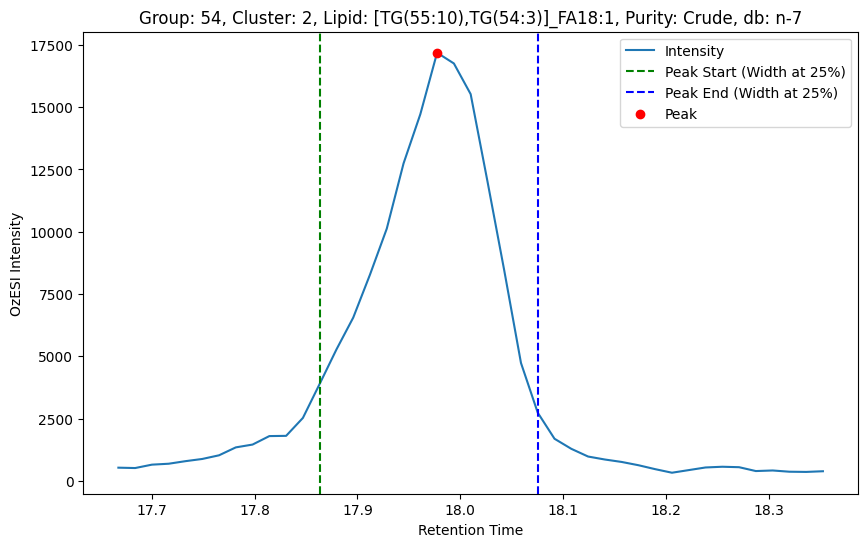 Group: 54, Cluster: 2, Lipid: [TG(55:10),TG(54:3)]_FA18:1, Purity: Crude, db: n-7
Intensity
Peak Start (Width at 25%)
Peak End (Width at 25%)
Peak
17500
15000
12500
10000
7500
5000
2500
0
OzESI Intensity
17.7 17.8 17.9 18.0 18.1 18.2 18.3
Retention Time